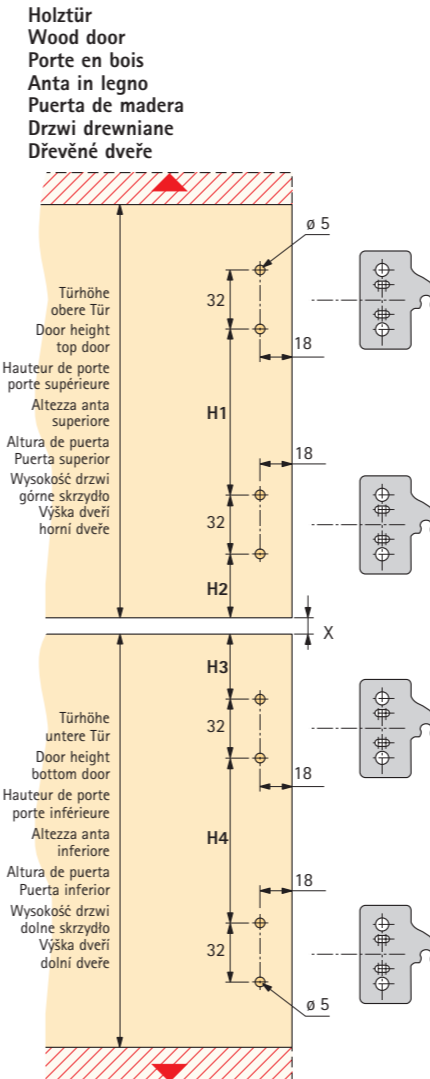 Holztür
Wood door
Porte en bois
Anta in legno
Puerta de madera
Drzwi drewniane
Dřevěné dveře
ø 5
32
18
Türhöhe
obere Tür
Door height
top door
Hauteur de porte
porte supérieure
Altezza anta
superiore
Altura de puerta
Puerta superior
Wysokość drzwi
górne skrzydło
Výška dveří
horní dveře
H1
18
32
H2
X
H3
32
18
Türhöhe
untere Tür
Door height
bottom door
Hauteur de porte
porte inférieure
Altezza anta
inferiore
Altura de puerta
Puerta inferior
Wysokość drzwi
dolne skrzydło
Výška dveří
dolní dveře
H4
18
32
ø 5